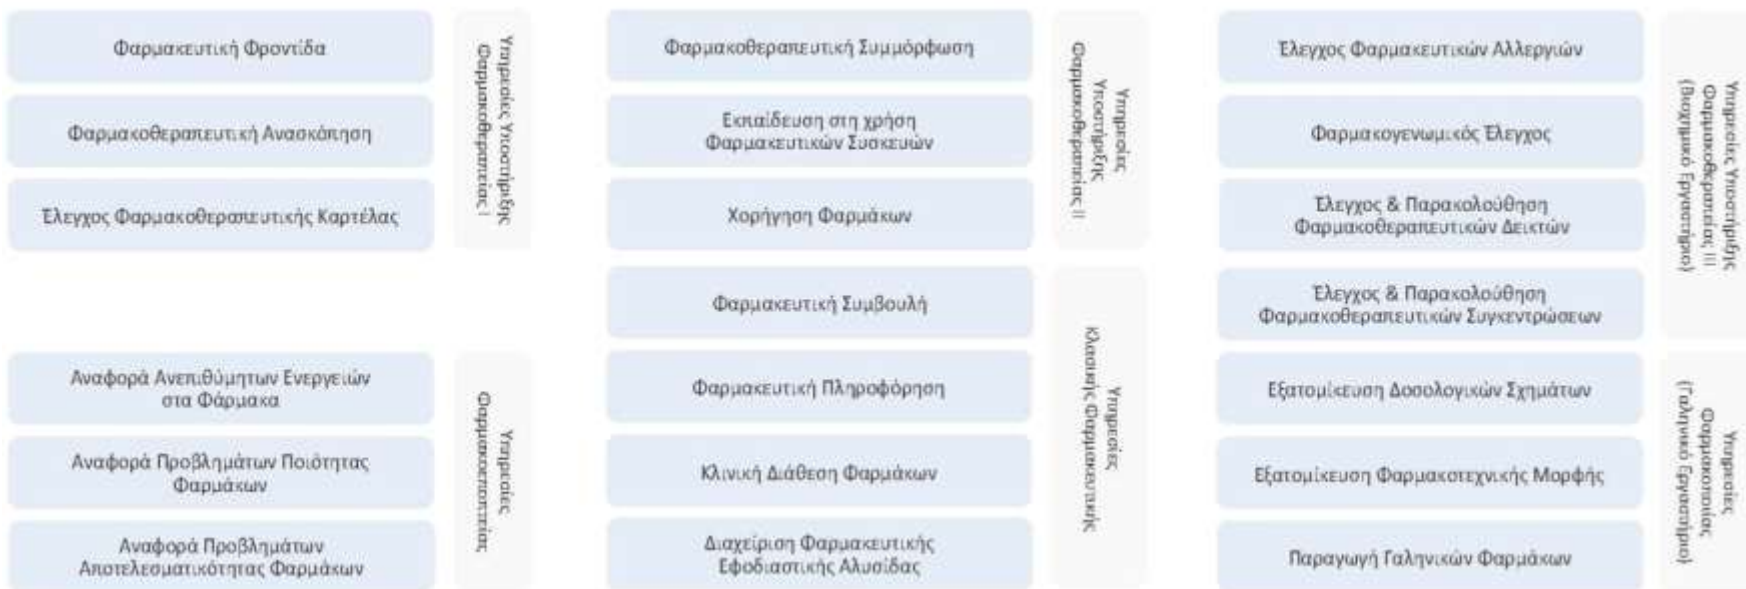 Φαρμακευτική Φροντίδα
Φαρμακοθεραπευτική Ανασκόπηση
Έλεγχος Φαρμακοθεραπευτικής Καρτέλας
Υπηρεσίες Υποστήριξης
Φαρμακοθεραπείας I
Αναφορά Ανεπιθύμητων Ενεργειών
στα Φάρμακα
Αναφορά Προβλημάτων Ποιότητας
Φαρμάκων
Αναφορά Προβλημάτων
Αποτελεσματικότητας Φαρμάκων
Υπηρεσίες
Φαρμακοεποπτείας
Φαρμακοθεραπευτική Συμμόρφωση
Εκπαίδευση στη χρήση
Φαρμακευτικών Συσκευών
Χορήγηση Φαρμάκων
Υπηρεσίες
Υποστήριξης
Φαρμακοθεραπείας II
Φαρμακευτική Συμβουλή
Φαρμακευτική Πληροφόρηση
Κλινική Διάθεση Φαρμάκων
Διαχείριση Φαρμακευτικής
Εφοδιαστικής Αλυσίδας
Υπηρεσίες
Κλασικής Φαρμακευτικής
Έλεγχος Φαρμακευτικών Αλλεργιών
Φαρμακογενωμικός Έλεγχος
Έλεγχος & Παρακολούθηση
Φαρμακοθεραπευτικών Δεικτών
Έλεγχος & Παρακολούθηση
Φαρμακοθεραπευτικών Συγκεντρώσεων
Υπηρεσίες Υποστήριξης
Φαρμακοθεραπείας III
(Βιοχημικό Εργαστήριο)
Εξατομίκευση Δοσολογικών Σχημάτων
Εξατομίκευση Φαρμακοτεχνικής Μορφής
Παραγωγή Γαληνικών Φαρμάκων
Υπηρεσίες
Φαρμακοποιίας
(Γαληνικό Εργαστήριο)